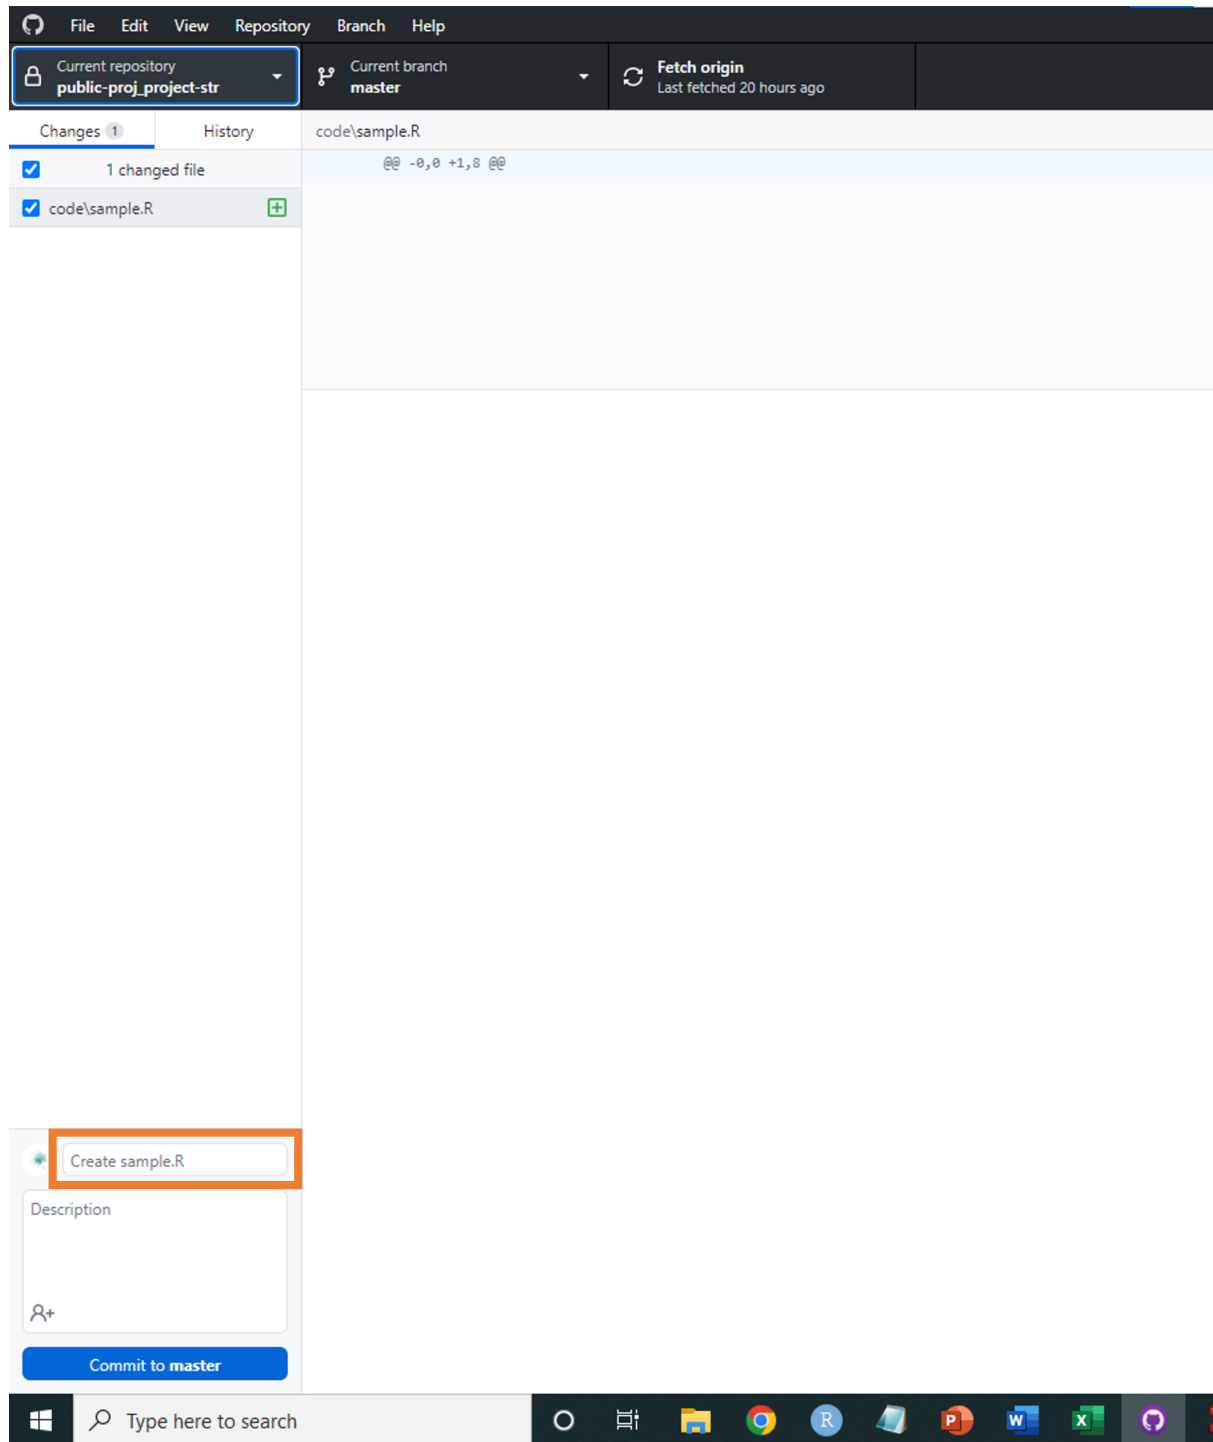 File Edit View Repository Branch Help
Current repository
public-proj_project-str
Current branch
master
Fetch origin
Last fetched 20 hours ago
Changes 1
History
code\sample.R
1 changed file
@@ -0,0 +1,8 @@
code\sample.R
Create sample.R
Description
Commit to master
Type here to search
R
P
W
X